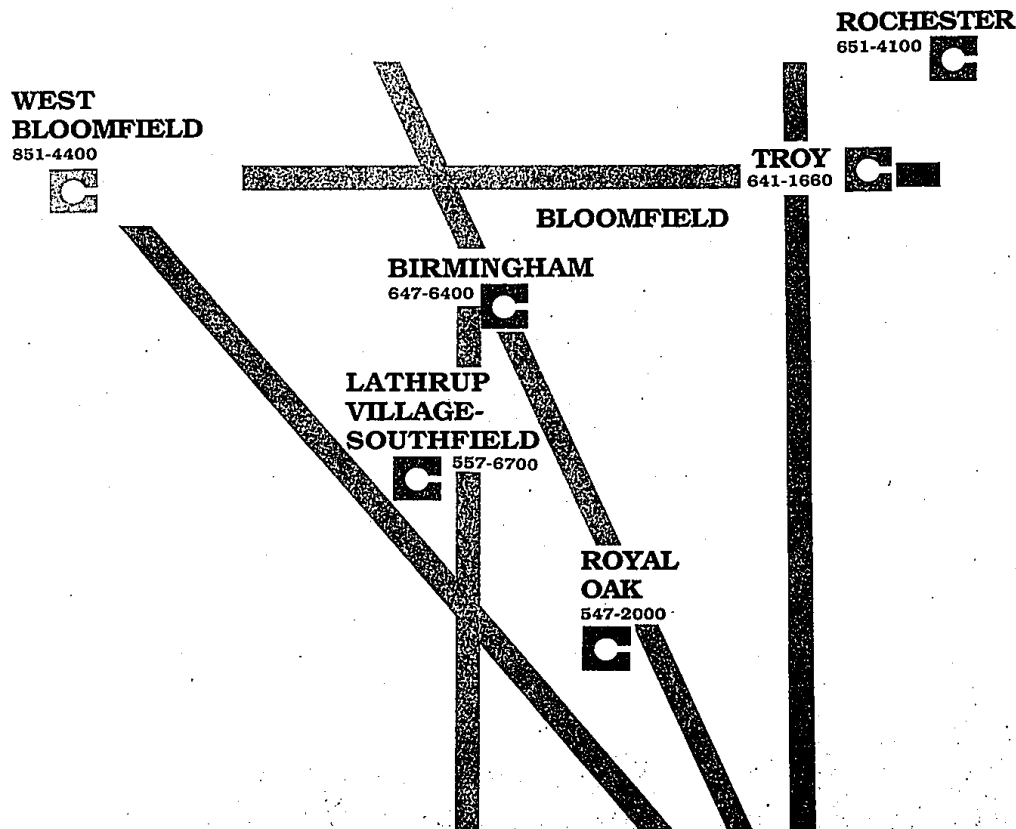 ROCHESTER
651-4100
WEST
BLOOMFIELD
851-4400
TROY
641-1660
BLOOMFIELD
BIRMINGHAM
647-6400
LATHRUP
VILLAGE-
SOUTHFIELD
557-6700
ROYAL
OAK
547-2000